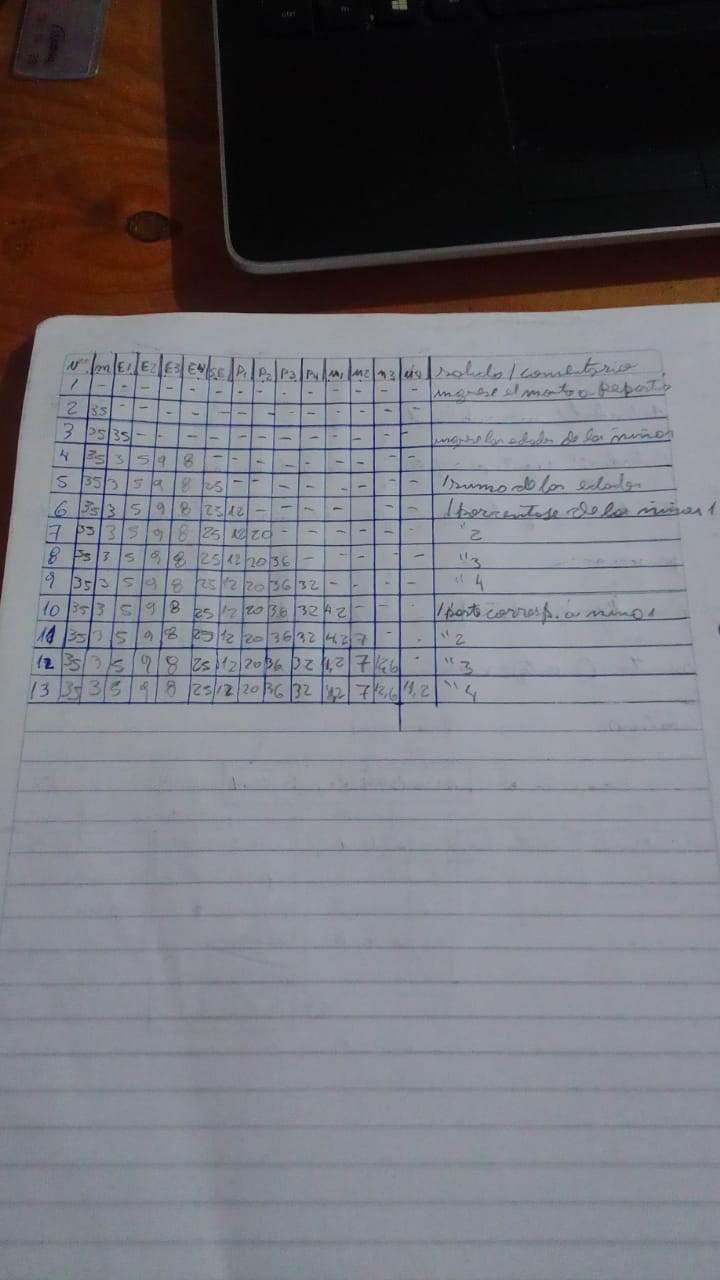 Nº m E1 E2 E3 E4 S.E P1 P2 P3 P4 M1 M2 M3 M4 salida / comentario
1 - - - - - - - - - - - - - - ingrese el monto a repartir
2 35 - - - - - - - - - - - - -
3 35 35 - - - - - - - - - - - - ingrese las edades de los niños
4 35 3 5 9 8 - - - - - - - - -
5 35 3 5 9 8 25 - - - - - - - - /suma de las edades
6 35 3 5 9 8 25 12 - - - - - - - /porcentaje de los niños 1
7 35 3 5 9 8 25 12 20 - - - - - - "2
8 35 3 5 9 8 25 12 20 36 - - - - - "3
9 35 3 5 9 8 25 12 20 36 32 - - - - "4
10 35 3 5 9 8 25 12 20 36 32 4,2 - - - /parte corresp. a niño 1
11 35 3 5 9 8 25 12 20 36 32 4,2 7 - - "2
12 35 3 5 9 8 25 12 20 36 32 4,2 7 12,6 - "3
13 35 3 5 9 8 25 12 20 36 32 4,2 7 12,6 11,2 "4